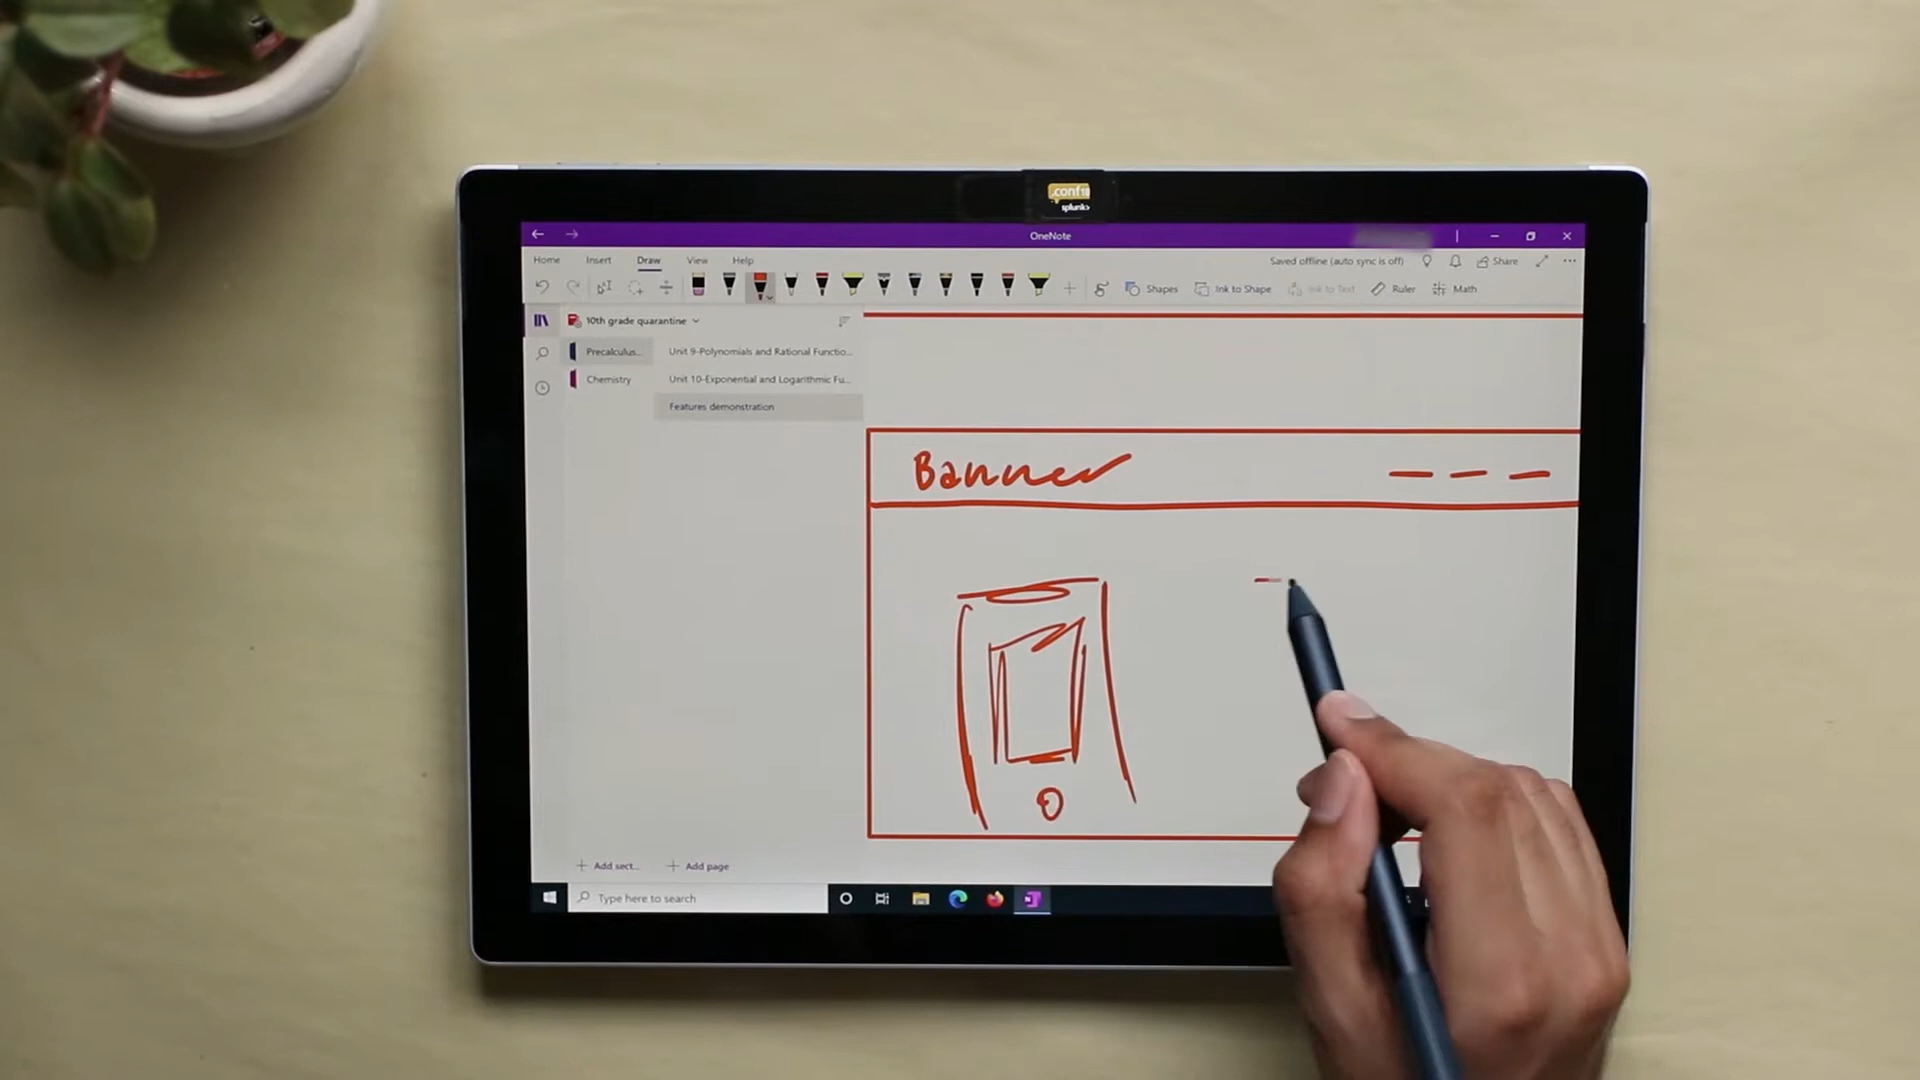 .conf18
splunk>
OneNote
Home Insert Draw View Help
Saved offline (auto sync is off) Share
Shapes Ink to Shape Ink to Text Ruler Math
10th grade quarantine
Precalculus... Unit 9-Polynomials and Rational Functio...
Chemistry Unit 10-Exponential and Logarithmic Fu...
Features demonstration
Banner
Add sect... Add page
Type here to search